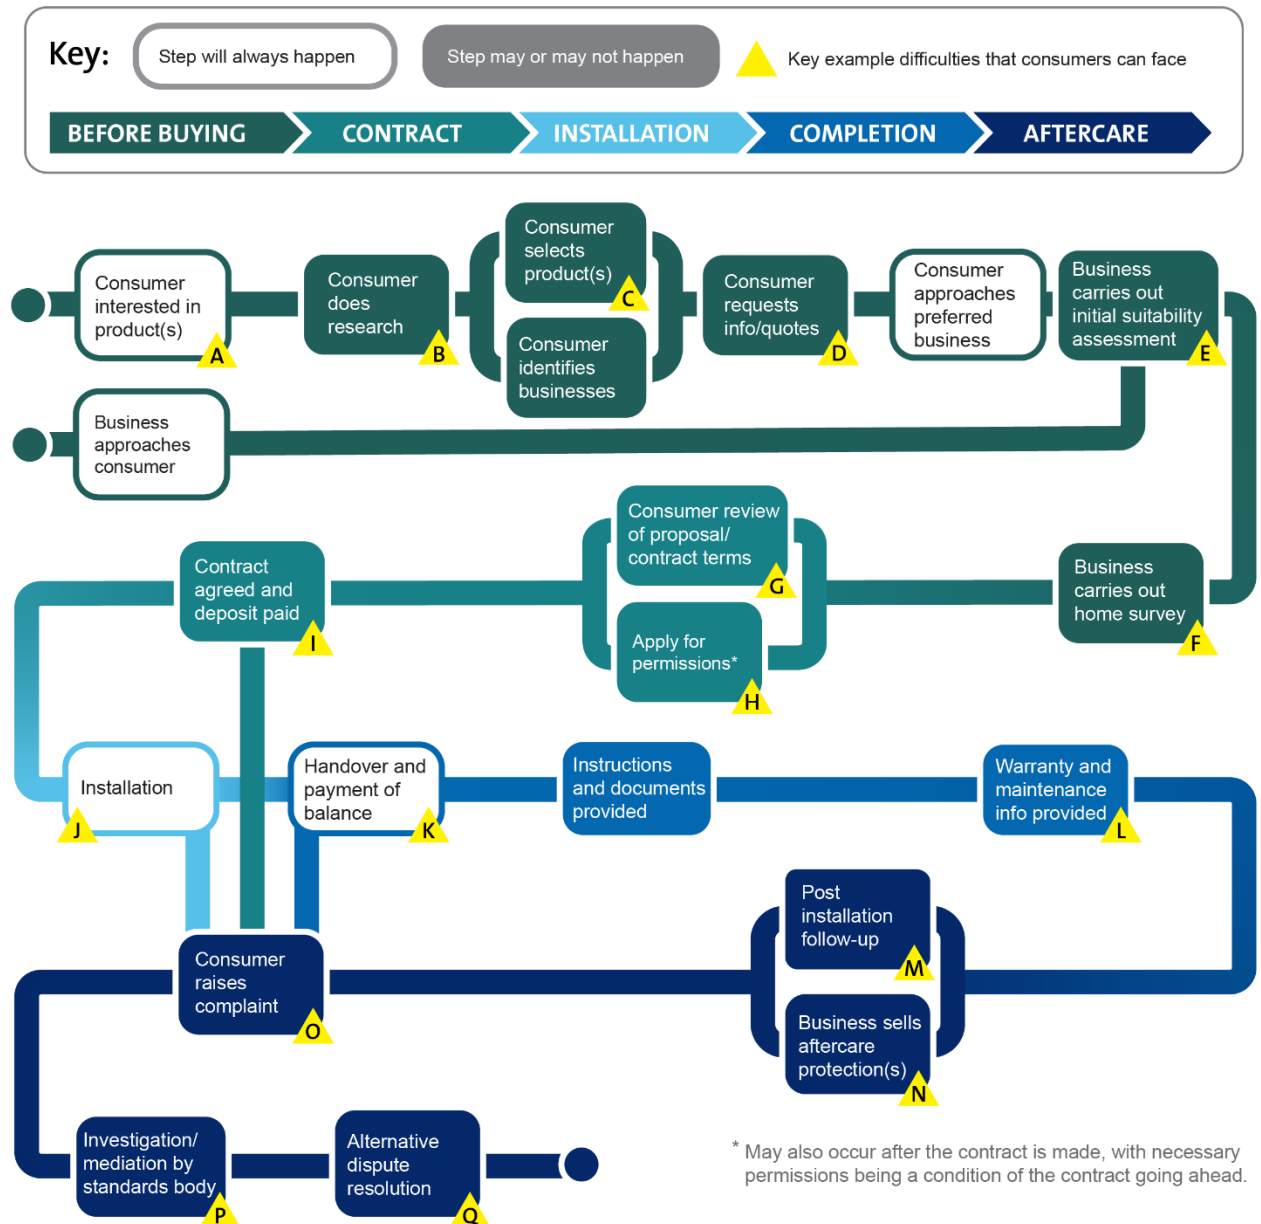 Key:
Step will always happen
Step may or may not happen
Key example difficulties that consumers can face
BEFORE BUYING
CONTRACT
INSTALLATION
COMPLETION
AFTERCARE
Consumer
interested in
product(s)
A
Consumer
does
research
B
Consumer
selects
product(s)
C
Consumer
identifies
businesses
Consumer
requests
info/quotes
D
Consumer
approaches
preferred
business
Business
carries out
initial suitability
assessment
E
Business
approaches
consumer
Business
carries out
home survey
F
Consumer review
of proposal/
contract terms
G
Apply for
permissions*
H
Contract
agreed and
deposit paid
I
Installation
J
Handover and
payment of
balance
K
Instructions
and documents
provided
Warranty and
maintenance
info provided
L
Post
installation
follow-up
M
Business sells
aftercare
protection(s)
N
Consumer
raises
complaint
O
Investigation/
mediation by
standards body
P
Alternative
dispute
resolution
Q
* May also occur after the contract is made, with necessary
permissions being a condition of the contract going ahead.